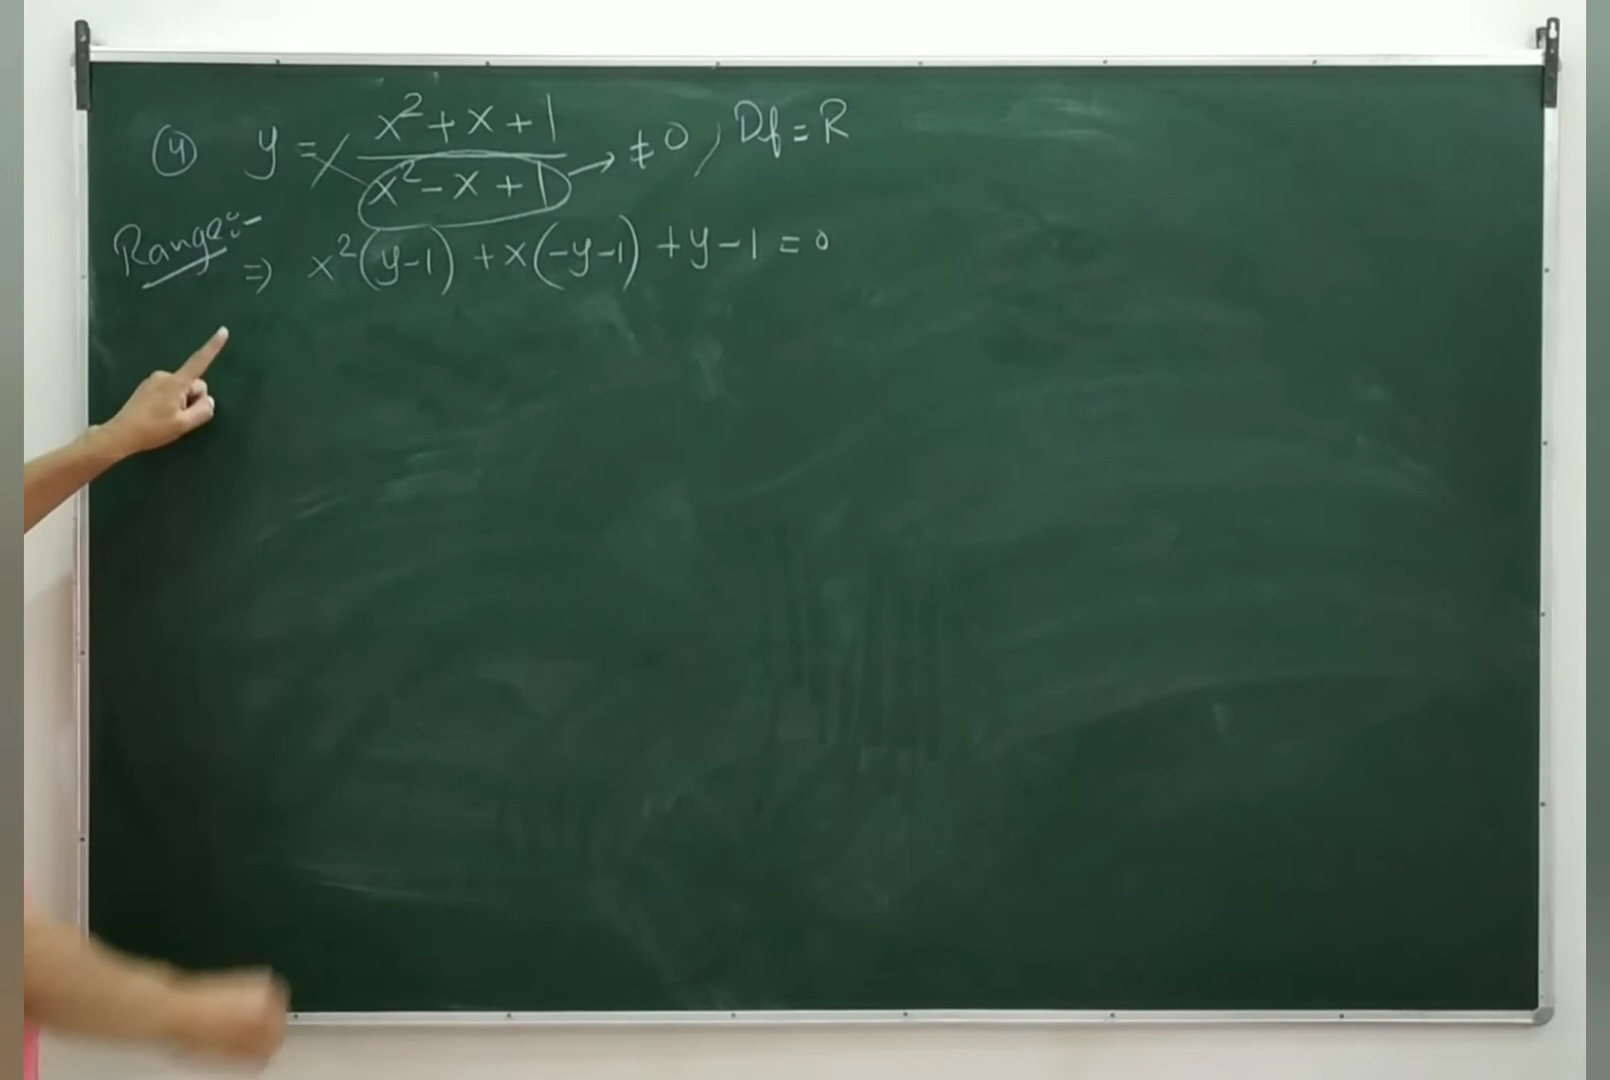 ④ y = x²+x+1 / x²-x+1 → ≠0, Df=R
Range:-
⇒ x²(y-1) +x(-y-1) +y-1 =0